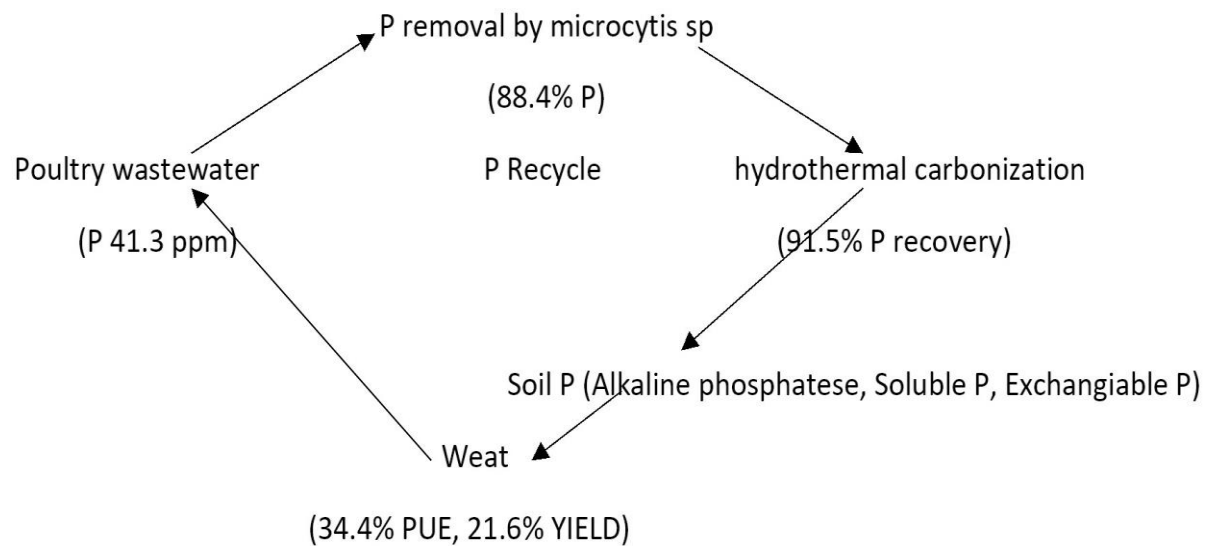 P removal by microcytis sp
(88.4% P)
Poultry wastewater
P Recycle
hydrothermal carbonization
(P 41.3 ppm)
(91.5% P recovery)
Soil P (Alkaline phosphatese, Soluble P, Exchangiable P)
Weat
(34.4% PUE, 21.6% YIELD)